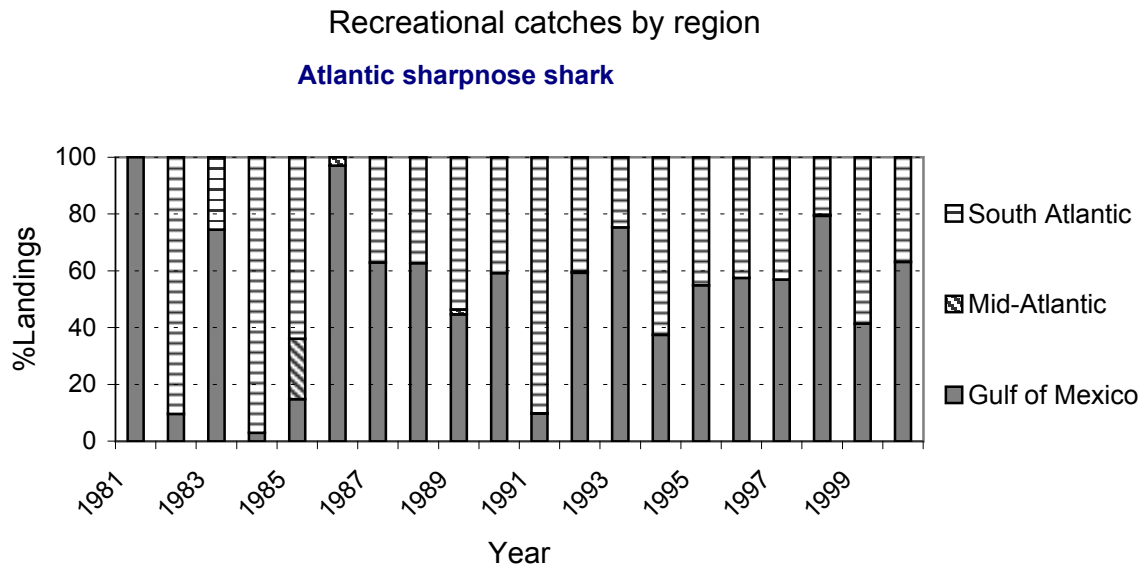 Recreational catches by region
Atlantic sharpnose shark
100
80
60
40
20
0
%Landings
1981
1983
1985
1987
1989
1991
1993
1995
1997
1999
Year
South Atlantic
Mid-Atlantic
Gulf of Mexico